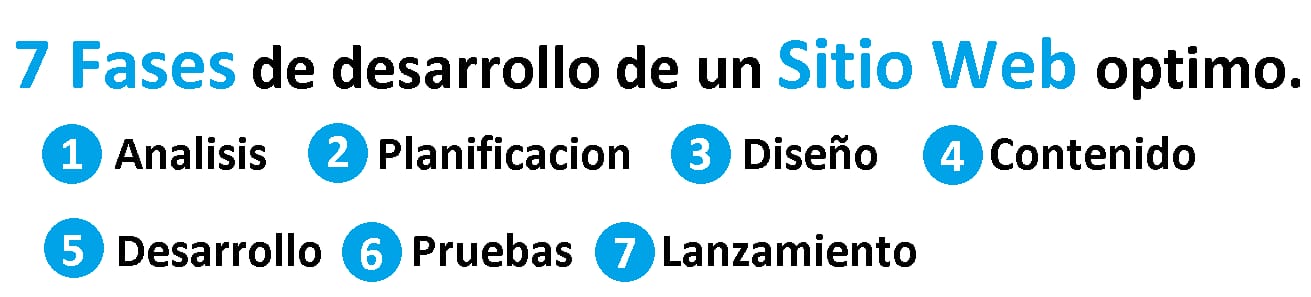 7 Fases de desarrollo de un Sitio Web optimo.
1 Analisis 2 Planificacion 3 Diseño 4 Contenido
5 Desarrollo 6 Pruebas 7 Lanzamiento